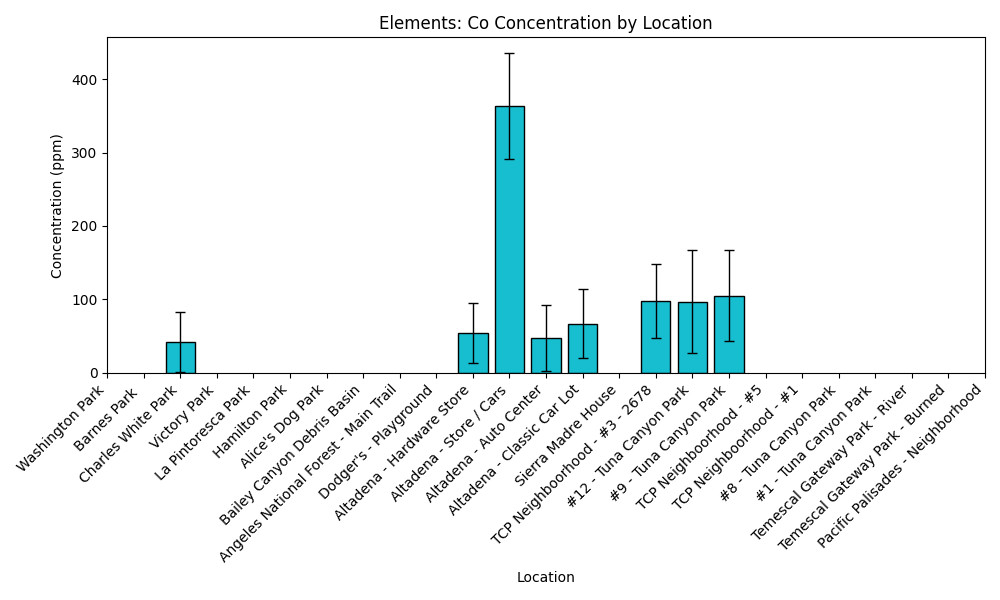 Elements: Co Concentration by Location
Concentration (ppm)
400
300
200
100
0
Washington Park
Barnes Park
Charles White Park
Victory Park
La Pintoresca Park
Hamilton Park
Alice's Dog Park
Bailey Canyon Debris Basin
Angeles National Forest - Main Trail
Dodger's - Playground
Altadena - Hardware Store
Altadena - Store / Cars
Altadena - Auto Center
Altadena - Classic Car Lot
Sierra Madre House
TCP Neighboorhood - #3 - 2678
#12 - Tuna Canyon Park
#9 - Tuna Canyon Park
TCP Neighboorhood - #5
TCP Neighboorhood - #1
#8 - Tuna Canyon Park
#1 - Tuna Canyon Park
Temescal Gateway Park - River
Temescal Gateway Park - Burned
Pacific Palisades - Neighborhood
Location